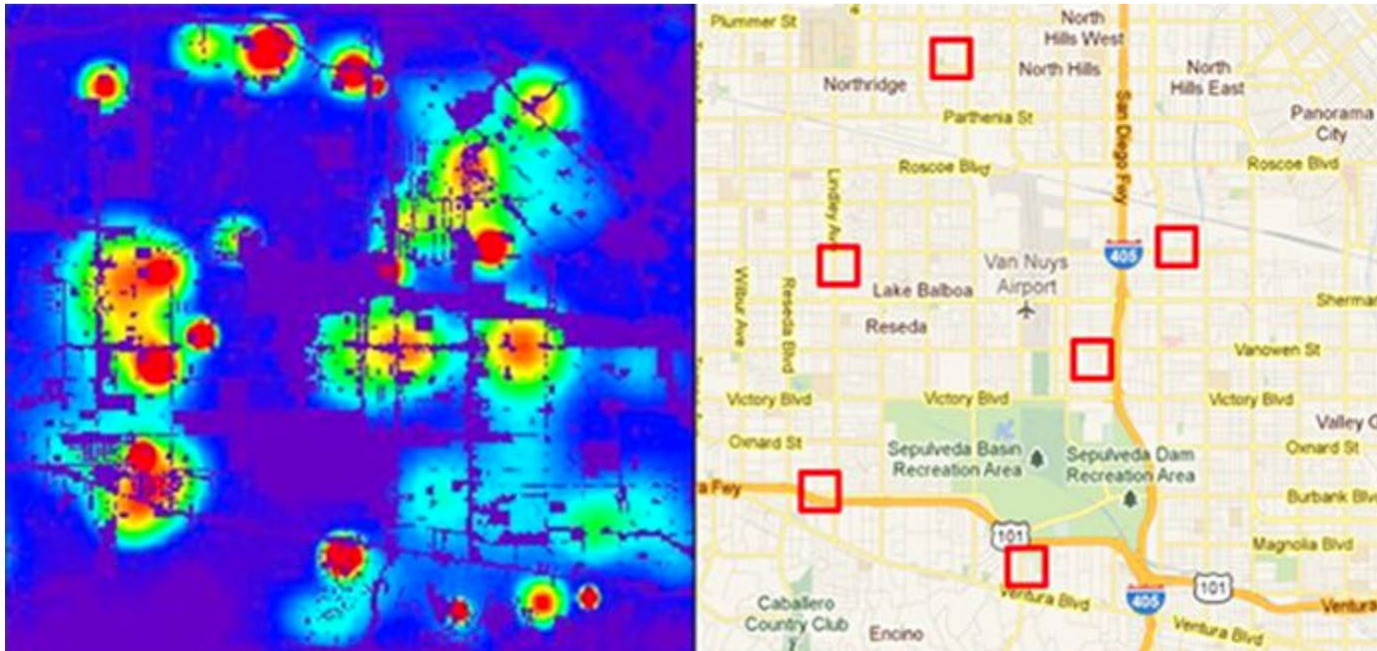 Plummer St
North
Hills West
North Hills
North
Hills East
Northridge
Panorama
City
Parthenia St
San Diego Fwy
Roscoe Blvd
Roscoe Blvd
Lindley Ave
405
Van Nuys
Airport
Wilbur Ave
Reseda Blvd
Lake Balboa
Sherman
Reseda
Vanowen St
Victory Blvd
Victory Blvd
Victory Blvd
Valley G
Oxnard St
Oxnard St
Sepulveda Basin
Recreation Area
Sepulveda Dam
Recreation Area
a Fwy
Burbank Blv
101
Magnolia Blvd
101
405
Ventura Blvd
Ventura
Ventura Blvd
Caballero
Country Club
Encino